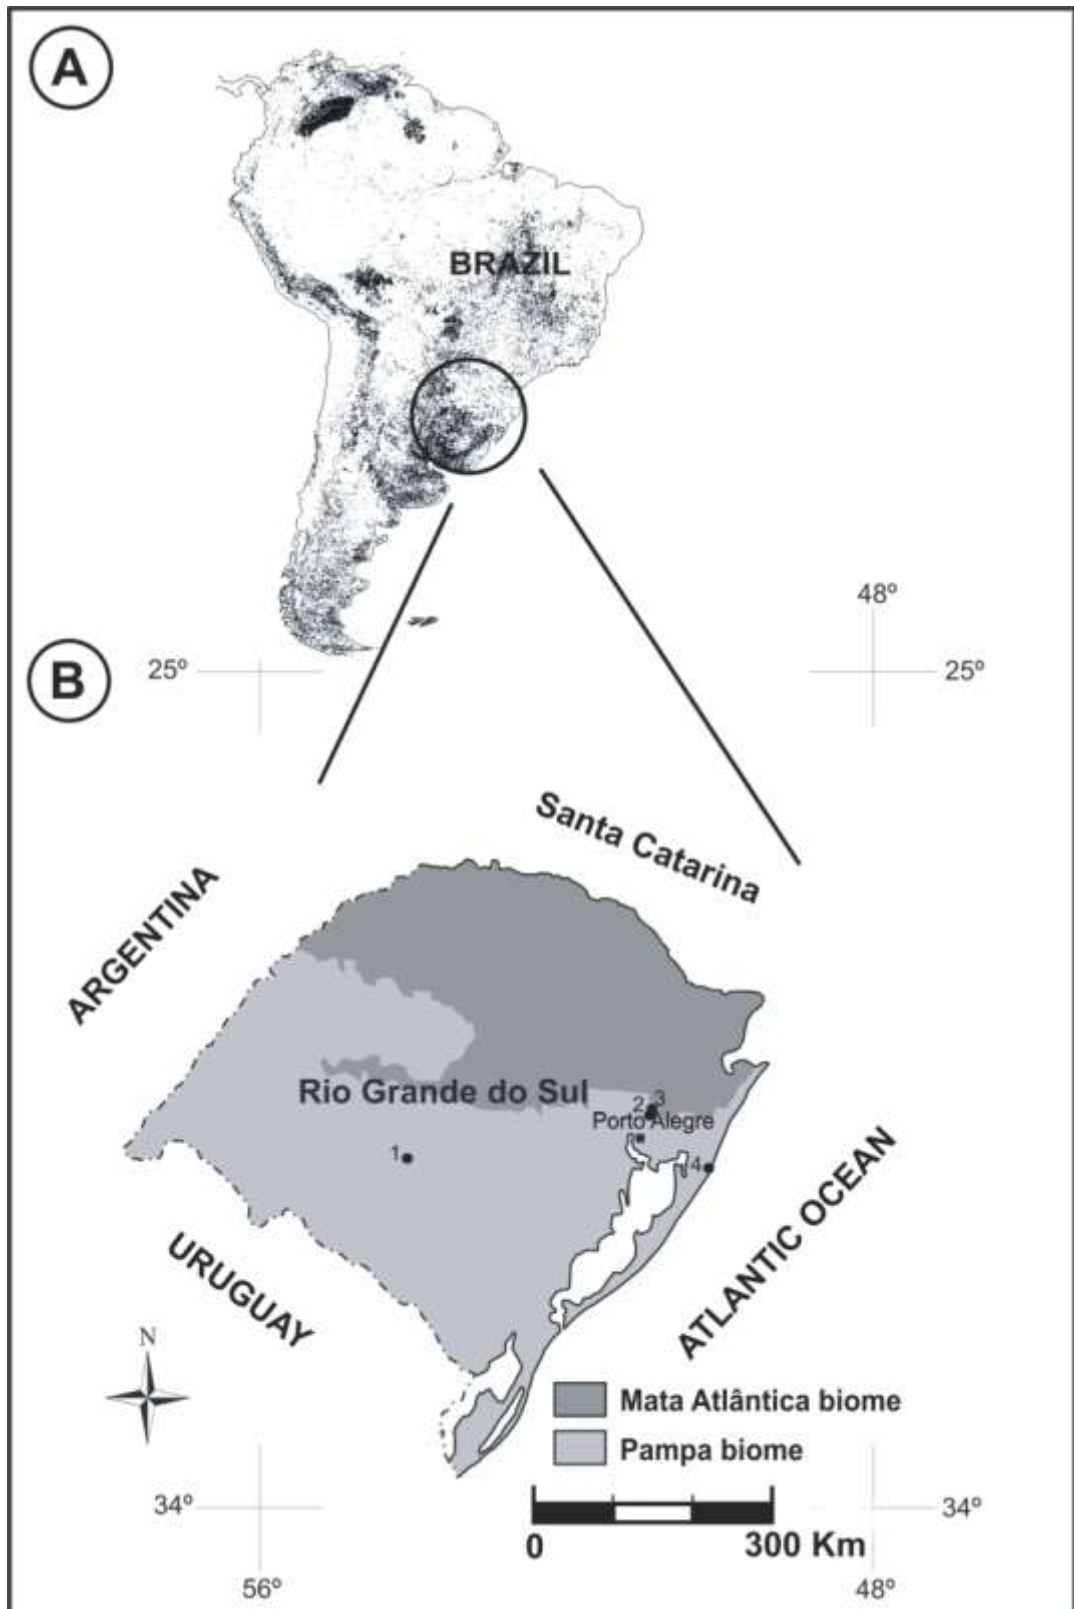 A
BRAZIL
48º
B
25º
25º
Santa Catarina
ARGENTINA
Rio Grande do Sul
2 3
Porto Alegre
1
4
ATLANTIC OCEAN
URUGUAY
N
Mata Atlântica biome
Pampa biome
34º
34º
0 300 Km
56º
48º